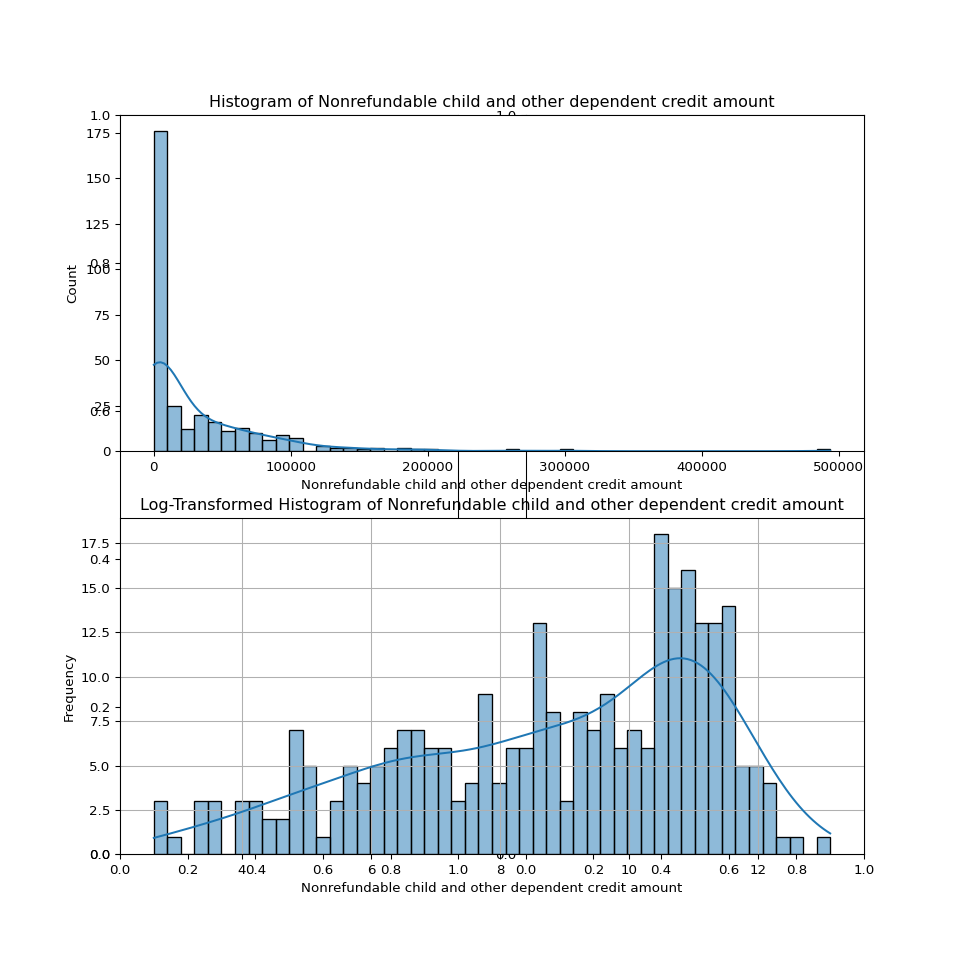 Histogram of Nonrefundable child and other dependent credit amount
1.0
1.0
175
150
125
0.8
100
Count
75
50
25
0.6
0
0 100000 200000 300000 400000 500000
Nonrefundable child and other dependent credit amount
Log-Transformed Histogram of Nonrefundable child and other dependent credit amount
17.5
0.4
15.0
12.5
10.0
Frequency
0.2
7.5
5.0
2.5
0.0
0.0
0.0 0.2 4 0.4 0.6 6 0.8 1.0 8 0.0 0.2 10 0.4 0.6 12 0.8 1.0
Nonrefundable child and other dependent credit amount